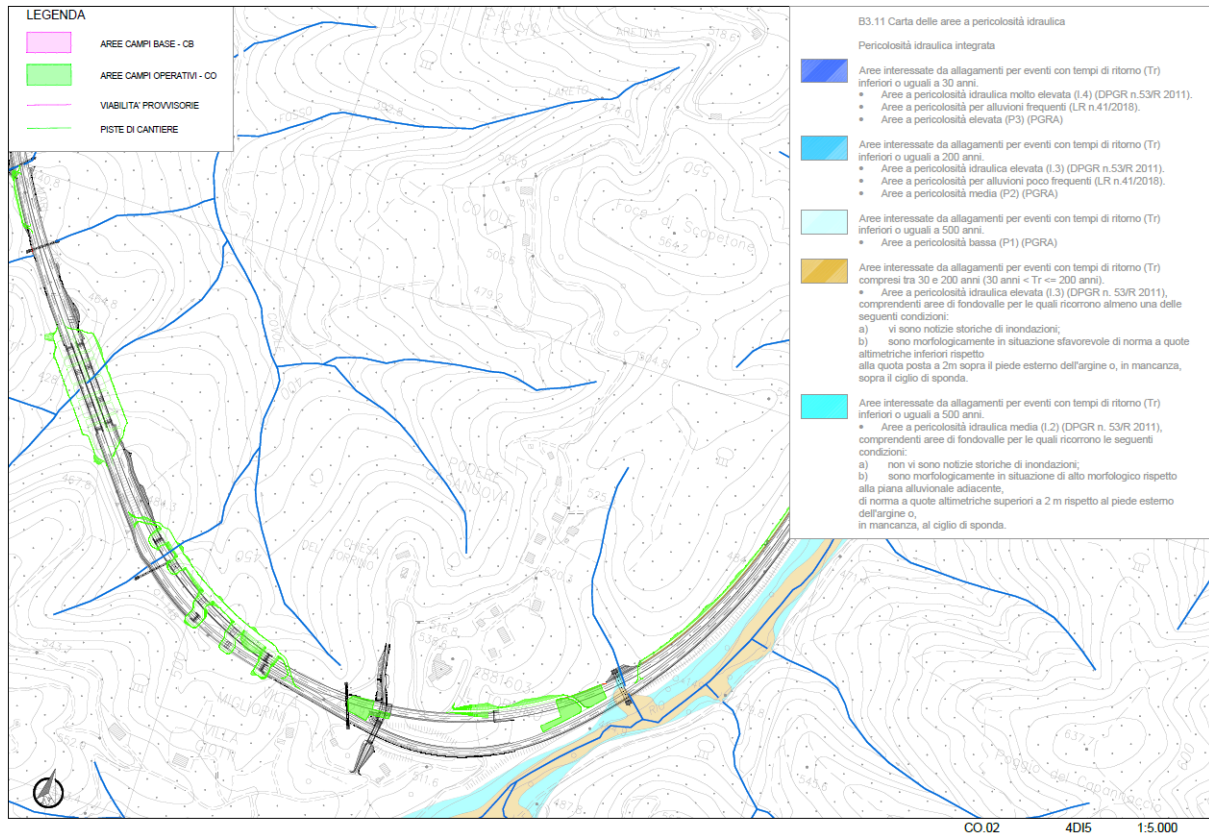 LEGENDA
AREE CAMPI BASE - CB
AREE CAMPI OPERATIVI - CO
VIABILITA' PROVVISORIE
PISTE DI CANTIERE
B3.11 Carta delle aree a pericolosità idraulica
Pericolosità idraulica integrata
Aree interessate da allagamenti per eventi con tempi di ritorno (Tr)
inferiori o uguali a 30 anni.
• Aree a pericolosità idraulica molto elevata (I.4) (DPGR n.53/R 2011).
• Aree a pericolosità per alluvioni frequenti (LR n.41/2018).
• Aree a pericolosità elevata (P3) (PGRA)
Aree interessate da allagamenti per eventi con tempi di ritorno (Tr)
inferiori o uguali a 200 anni.
• Aree a pericolosità idraulica elevata (I.3) (DPGR n.53/R 2011).
• Aree a pericolosità per alluvioni poco frequenti (LR n.41/2018).
• Aree a pericolosità media (P2) (PGRA)
Aree interessate da allagamenti per eventi con tempi di ritorno (Tr)
inferiori o uguali a 500 anni.
• Aree a pericolosità bassa (P1) (PGRA)
Aree interessate da allagamenti per eventi con tempi di ritorno (Tr)
compresi tra 30 e 200 anni (30 anni < Tr <= 200 anni).
• Aree a pericolosità idraulica elevata (I.3) (DPGR n. 53/R 2011),
comprendenti aree di fondovalle per le quali ricorrono almeno una delle
seguenti condizioni:
a) vi sono notizie storiche di inondazioni;
b) sono morfologicamente in situazione sfavorevole di norma a quote
altimetriche inferiori rispetto
alla quota posta a 2m sopra il piede esterno dell'argine o, in mancanza,
sopra il ciglio di sponda.
Aree interessate da allagamenti per eventi con tempi di ritorno (Tr)
inferiori o uguali a 500 anni.
• Aree a pericolosità idraulica media (I.2) (DPGR n. 53/R 2011),
comprendenti aree di fondovalle per le quali ricorrono le seguenti
condizioni:
a) non vi sono notizie storiche di inondazioni;
b) sono morfologicamente in situazione di alto morfologico rispetto
alla piana alluvionale adiacente,
di norma a quote altimetriche superiori a 2 m rispetto al piede esterno
dell'argine o,
in mancanza, al ciglio di sponda.
ARETINA
LARETO
COVOLE
Poggio di
550
CO.02 4DI5 1:5.000